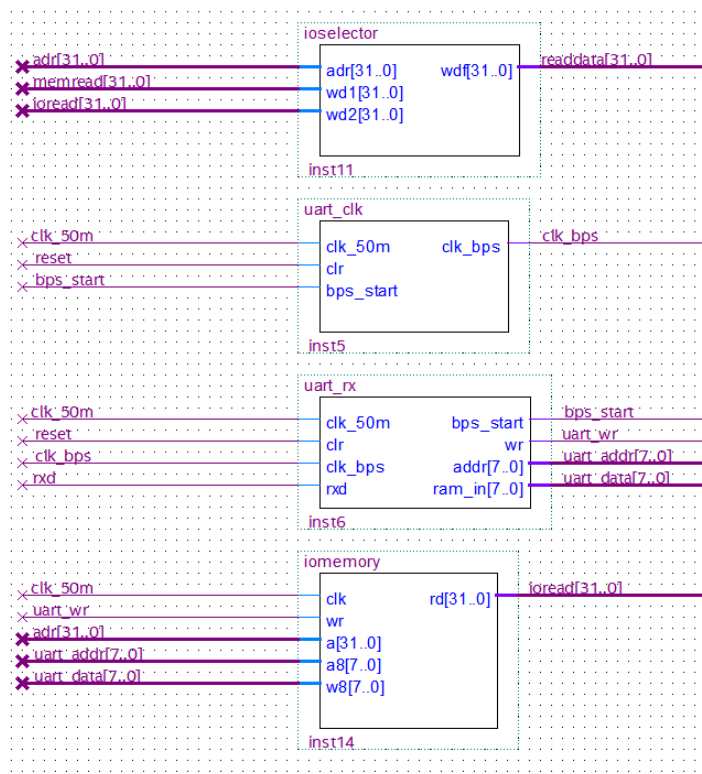 ioselector
adr[31..0]
memread[31..0]
ioread[31..0]
adr[31..0]
wd1[31..0]
wd2[31..0]
wdf[31..0]
readdata[31..0]
inst11
uart_clk
clk_50m
reset
bps_start
clk_50m
clr
bps_start
clk_bps
clk_bps
inst5
uart_rx
clk_50m
reset
clk_bps
rxd
clk_50m
clr
clk_bps
rxd
bps_start
wr
addr[7..0]
ram_in[7..0]
bps_start
uart_wr
uart_addr[7..0]
uart_data[7..0]
inst6
iomemory
clk_50m
uart_wr
adr[31..0]
uart_addr[7..0]
uart_data[7..0]
clk
wr
a[31..0]
a8[7..0]
w8[7..0]
rd[31..0]
ioread[31..0]
inst14